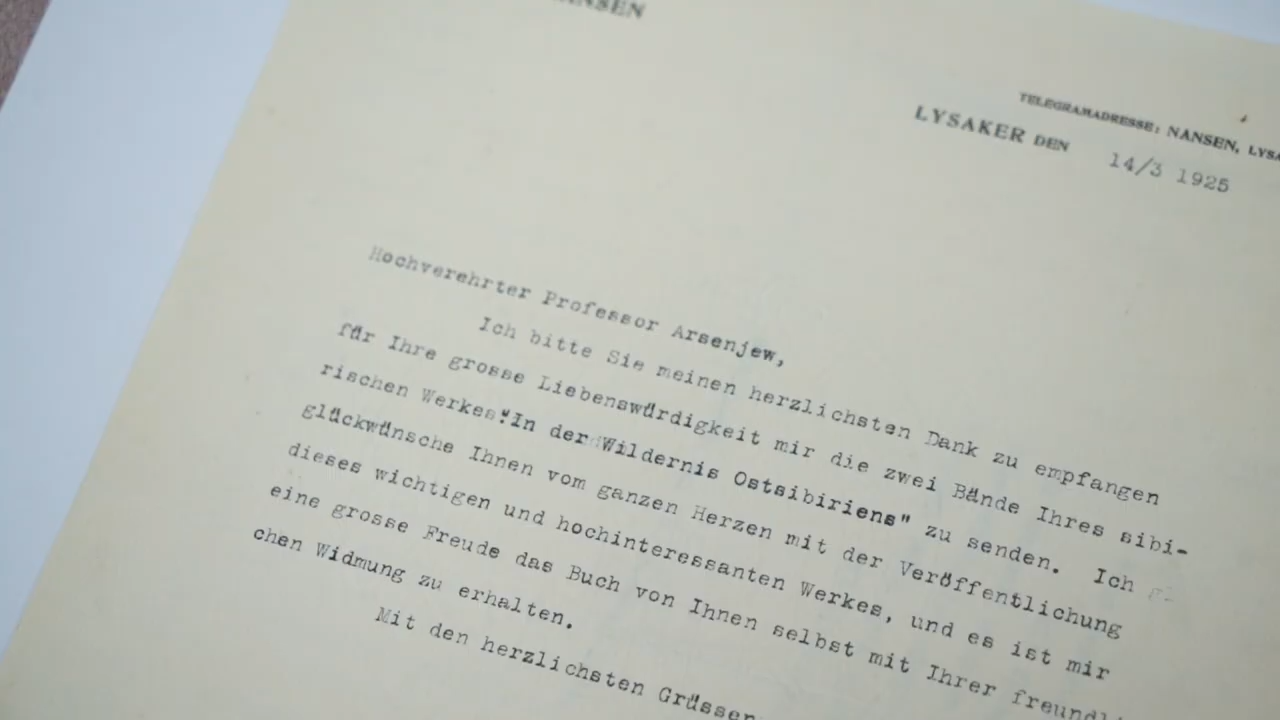 NANSEN
TELEGRAMADRESSE: NANSEN, LYSA
LYSAKER DEN 14/3 1925
Hochverehrter Professor Arsenjew,
Ich bitte Sie meinen herzlichsten Dank zu empfangen
für Ihre grosse Liebenswürdigkeit mir die zwei Bände Ihres sibi-
rischen Werkes "In der Wildernis Ostsibiriens" zu senden. Ich
glückwünsche Ihnen vom ganzen Herzen mit der Veröffentlichung
dieses wichtigen und hochinteressanten Werkes, und es ist mir
eine grosse Freude das Buch von Ihnen selbst mit Ihrer freundl
chen Widmung zu erhalten.
Mit den herzlichsten Grüssen